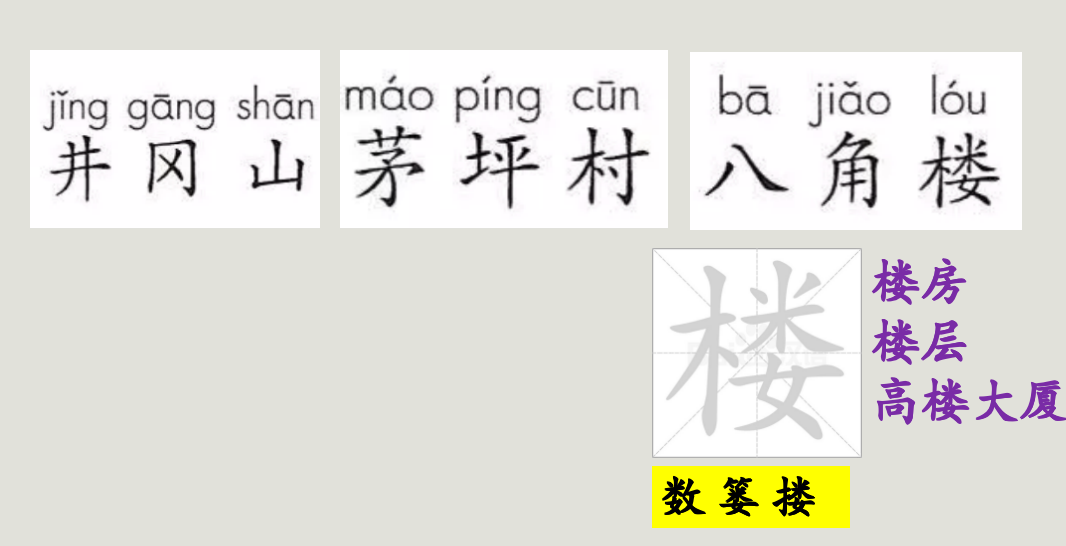 jǐng gāng shān
井 冈 山
máo píng cūn
茅 坪 村
bā jiǎo lóu
八 角 楼
楼
楼房
楼层
高楼大厦
数 篓 搂